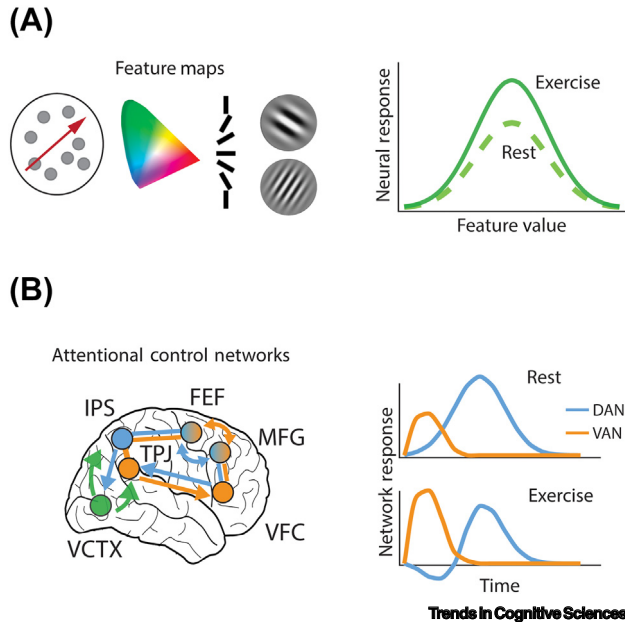 (A)
Feature maps
Neural response
Exercise
Rest
Feature value
(B)
Attentional control networks
IPS
FEF
MFG
TPJ
VFC
VCTX
Network response
Rest
DAN
VAN
Exercise
Time
Trends in Cognitive Sciences